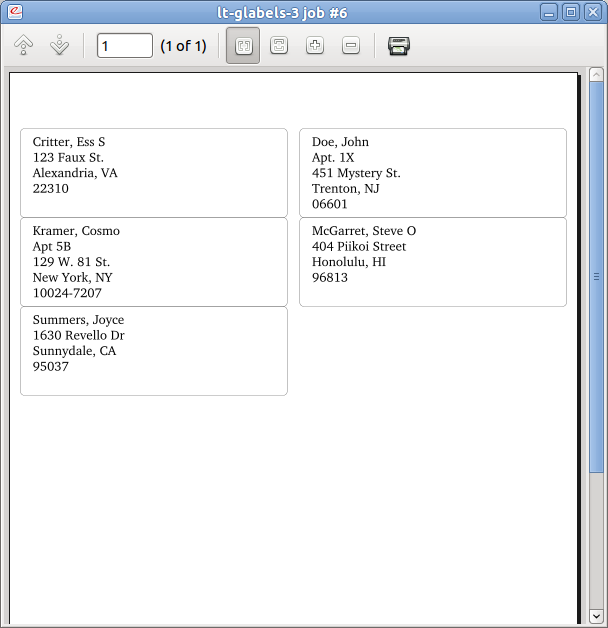 lt-glabels-3 job #6
1 (1 of 1)
Critter, Ess S
123 Faux St.
Alexandria, VA
22310
Doe, John
Apt. 1X
451 Mystery St.
Trenton, NJ
06601
Kramer, Cosmo
Apt 5B
129 W. 81 St.
New York, NY
10024-7207
McGarret, Steve O
404 Piikoi Street
Honolulu, HI
96813
Summers, Joyce
1630 Revello Dr
Sunnydale, CA
95037